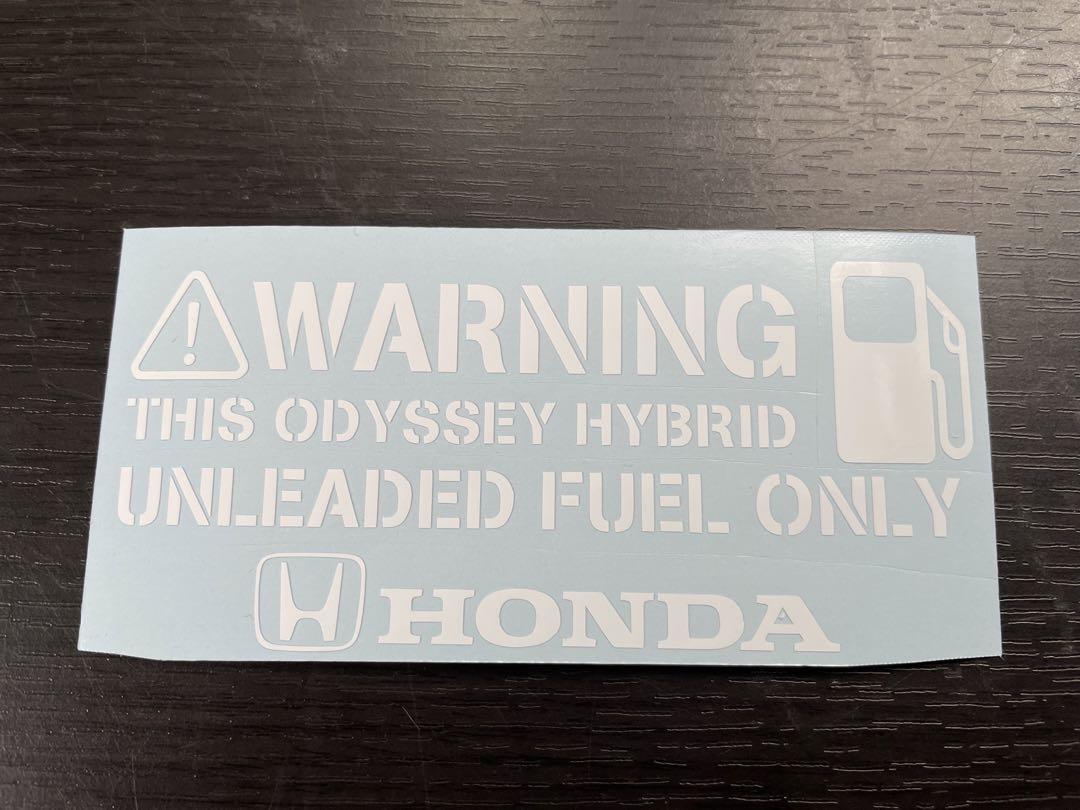 WARNING
THIS ODYSSEY HYBRID
UNLEADED FUEL ONLY
HONDA